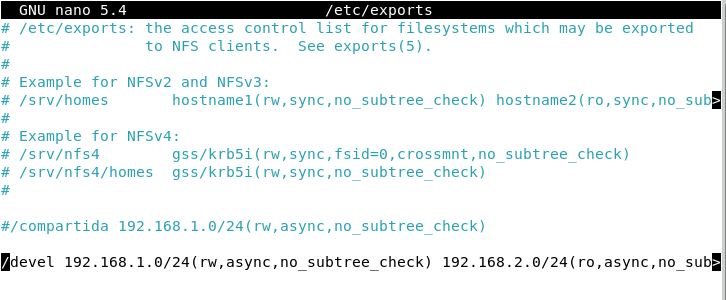 GNU nano 5.4 /etc/exports
# /etc/exports: the access control list for filesystems which may be exported
# to NFS clients. See exports(5).
#
# Example for NFSv2 and NFSv3:
# /srv/homes hostname1(rw,sync,no_subtree_check) hostname2(ro,sync,no_sub>
#
# Example for NFSv4:
# /srv/nfs4 gss/krb5i(rw,sync,fsid=0,crossmnt,no_subtree_check)
# /srv/nfs4/homes gss/krb5i(rw,sync,no_subtree_check)
#
#/compartida 192.168.1.0/24(rw,async,no_subtree_check)
/devel 192.168.1.0/24(rw,async,no_subtree_check) 192.168.2.0/24(ro,async,no_sub>